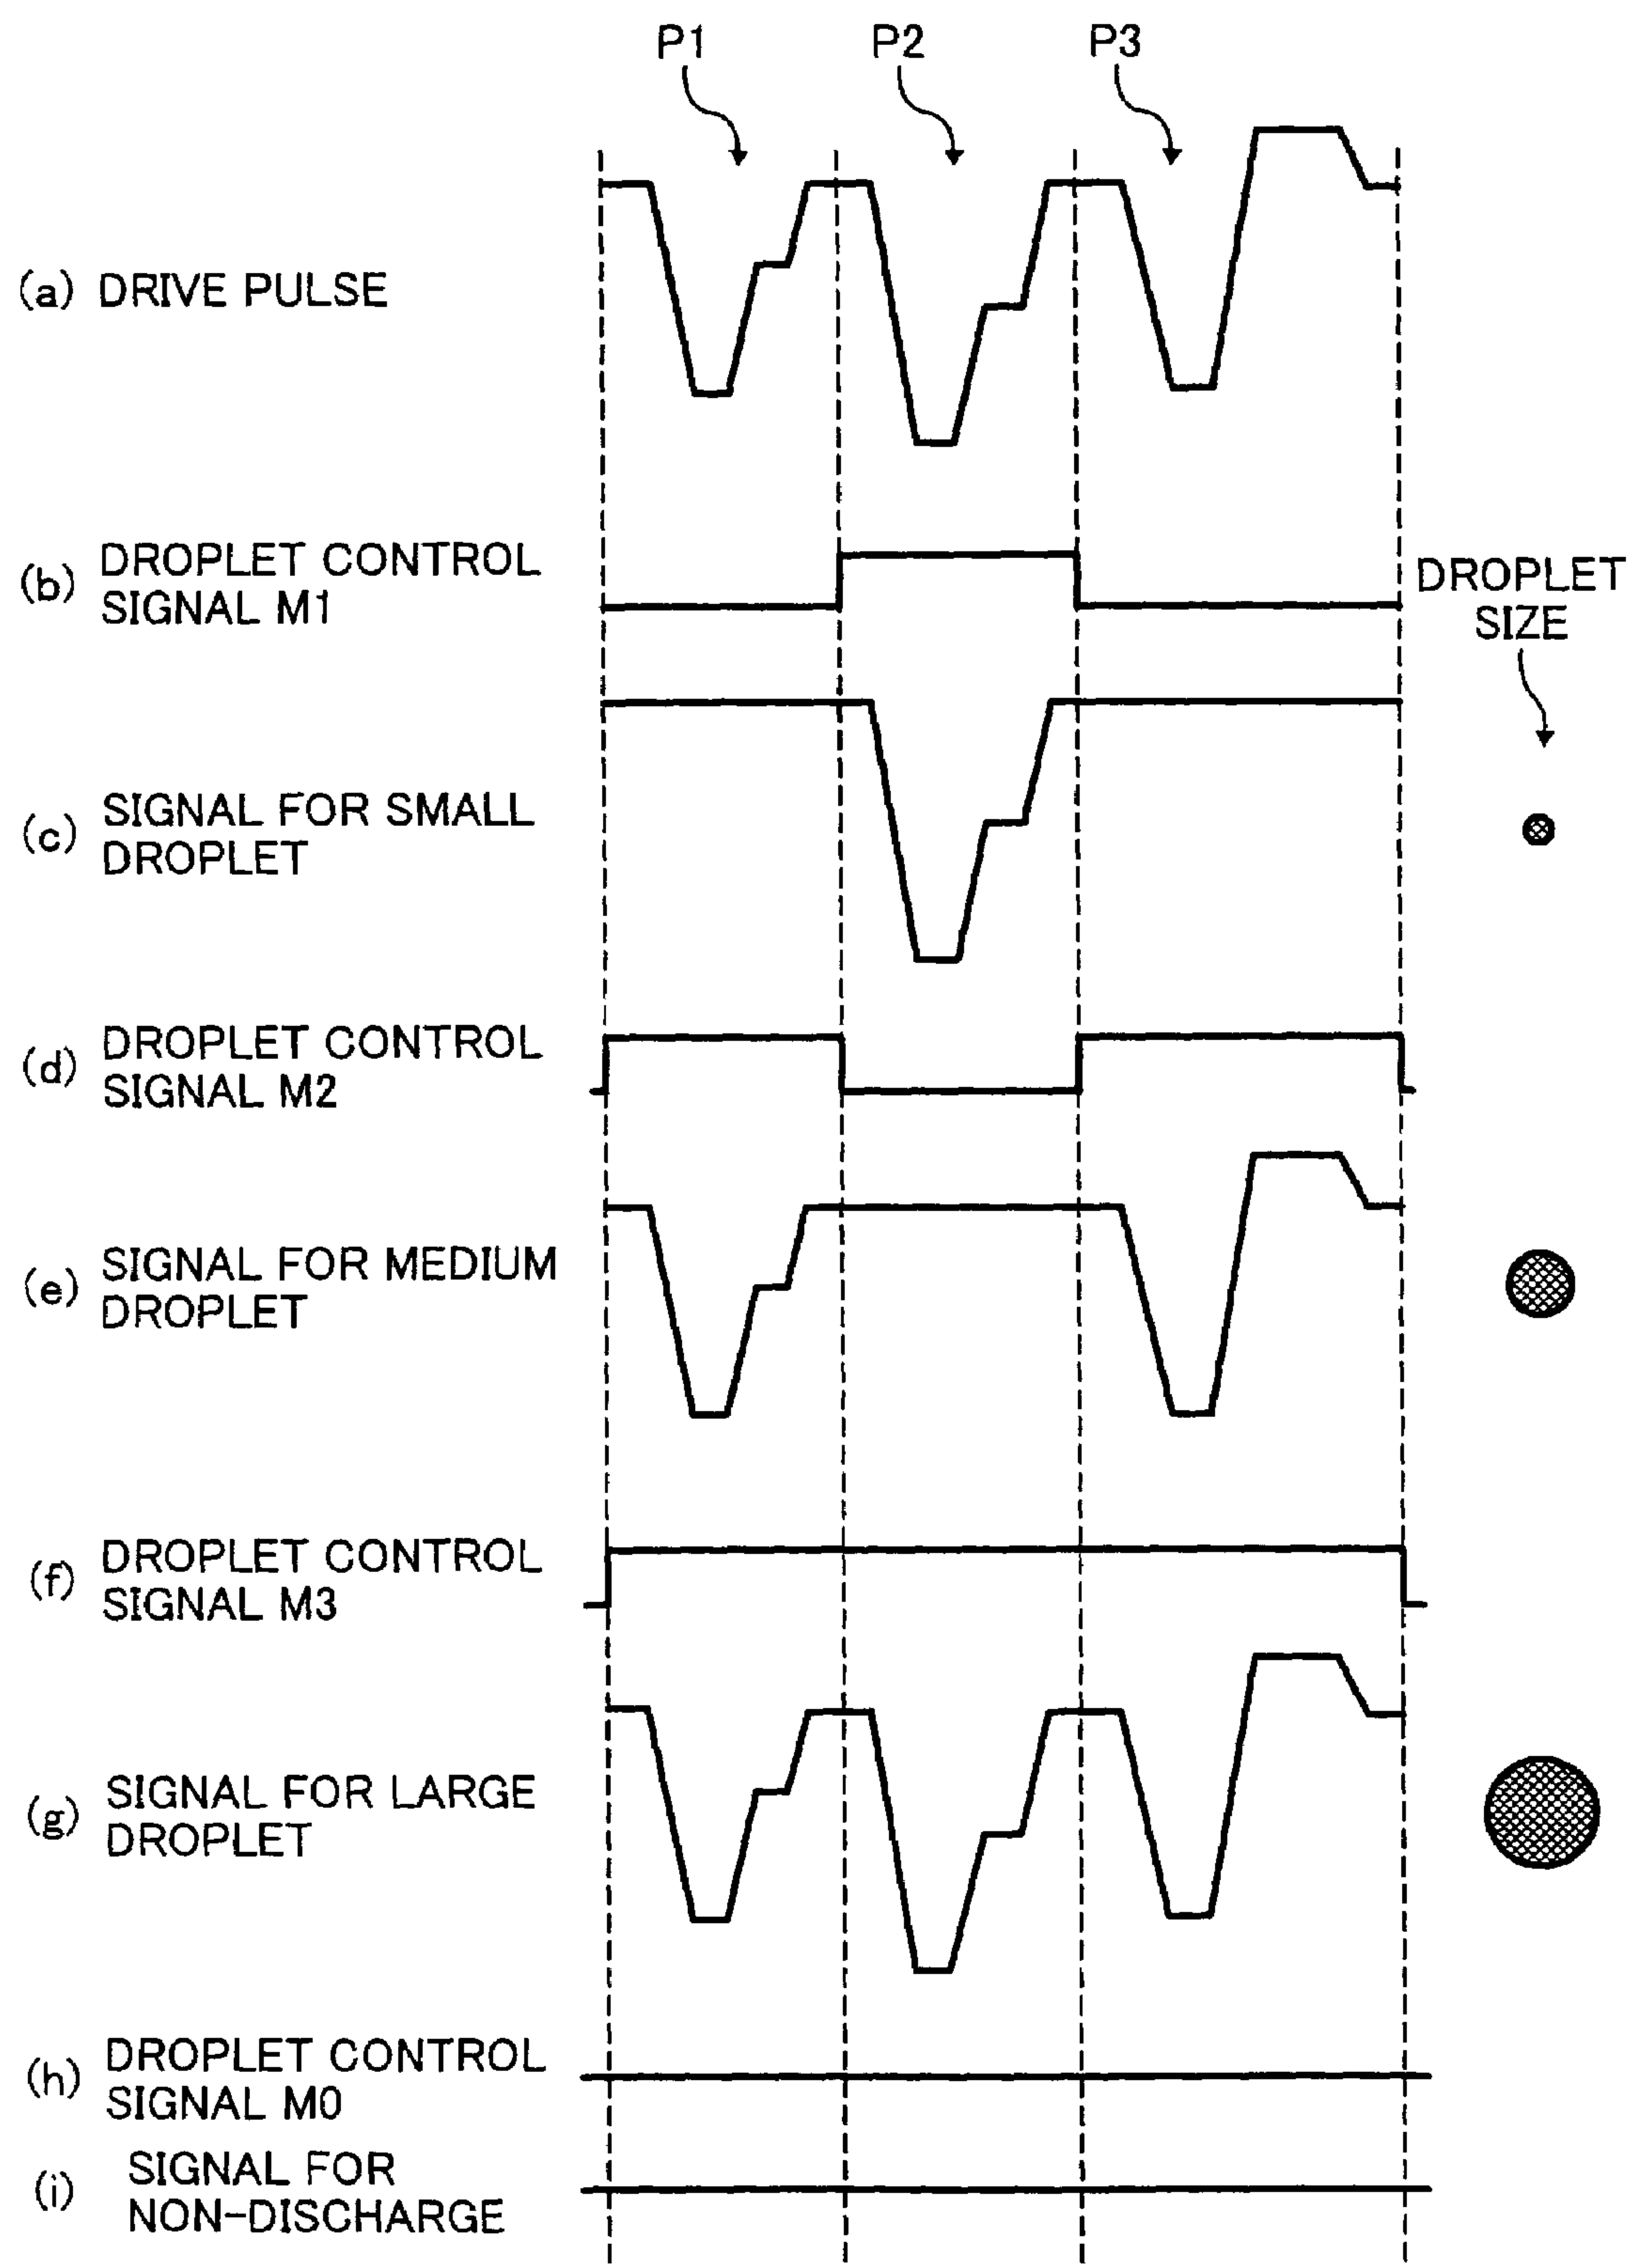 P1 P2 P3
(a) DRIVE PULSE
(b) DROPLET CONTROL
SIGNAL M1
DROPLET
SIZE
(c) SIGNAL FOR SMALL
DROPLET
(d) DROPLET CONTROL
SIGNAL M2
(e) SIGNAL FOR MEDIUM
DROPLET
(f) DROPLET CONTROL
SIGNAL M3
(g) SIGNAL FOR LARGE
DROPLET
(h) DROPLET CONTROL
SIGNAL M0
(i) SIGNAL FOR
NON-DISCHARGE